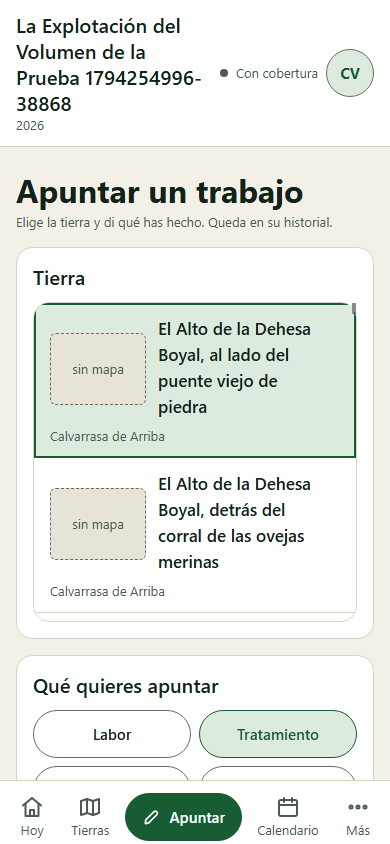 La Explotación del
Volumen de la
Prueba 1794254996-
38868
2026
Con cobertura
CV
Apuntar un trabajo
Elige la tierra y di qué has hecho. Queda en su historial.
Tierra
sin mapa
El Alto de la Dehesa
Boyal, al lado del
puente viejo de
piedra
Calvarrasa de Arriba
sin mapa
El Alto de la Dehesa
Boyal, detrás del
corral de las ovejas
merinas
Calvarrasa de Arriba
Qué quieres apuntar
Labor
Tratamiento
Hoy
Tierras
Apuntar
Calendario
Más